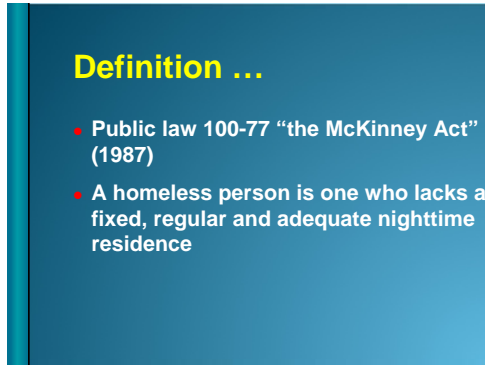 Definition …
Public law 100-77 “the McKinney Act”
(1987)
A homeless person is one who lacks a
fixed, regular and adequate nighttime
residence